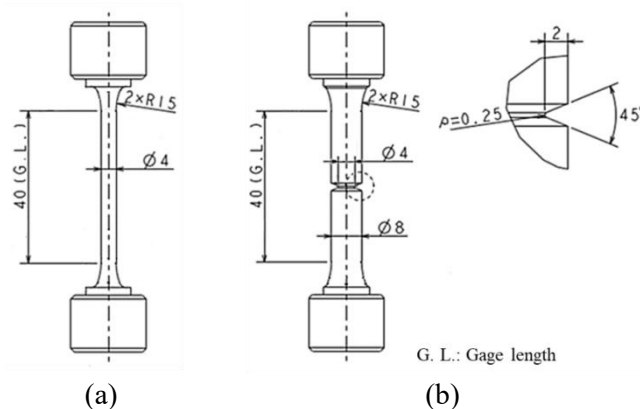 2×R15
40(G.L.)
Ø4
2×R15
40(G.L.)
Ø4
Ø8
2
ρ=0.25
45°
G. L.: Gage length
(a)
(b)